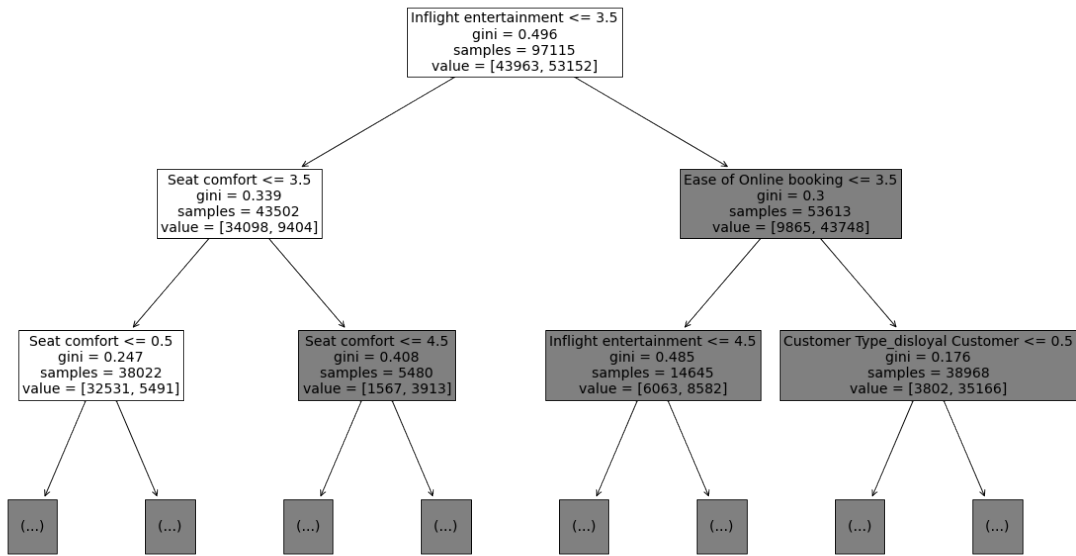 Inflight entertainment <= 3.5
gini = 0.496
samples = 97115
value = [43963, 53152]
Seat comfort <= 3.5
gini = 0.339
samples = 43502
value = [34098, 9404]
Ease of Online booking <= 3.5
gini = 0.3
samples = 53613
value = [9865, 43748]
Seat comfort <= 0.5
gini = 0.247
samples = 38022
value = [32531, 5491]
Seat comfort <= 4.5
gini = 0.408
samples = 5480
value = [1567, 3913]
Inflight entertainment <= 4.5
gini = 0.485
samples = 14645
value = [6063, 8582]
Customer Type_disloyal Customer <= 0.5
gini = 0.176
samples = 38968
value = [3802, 35166]
(...)
(...)
(...)
(...)
(...)
(...)
(...)
(...)